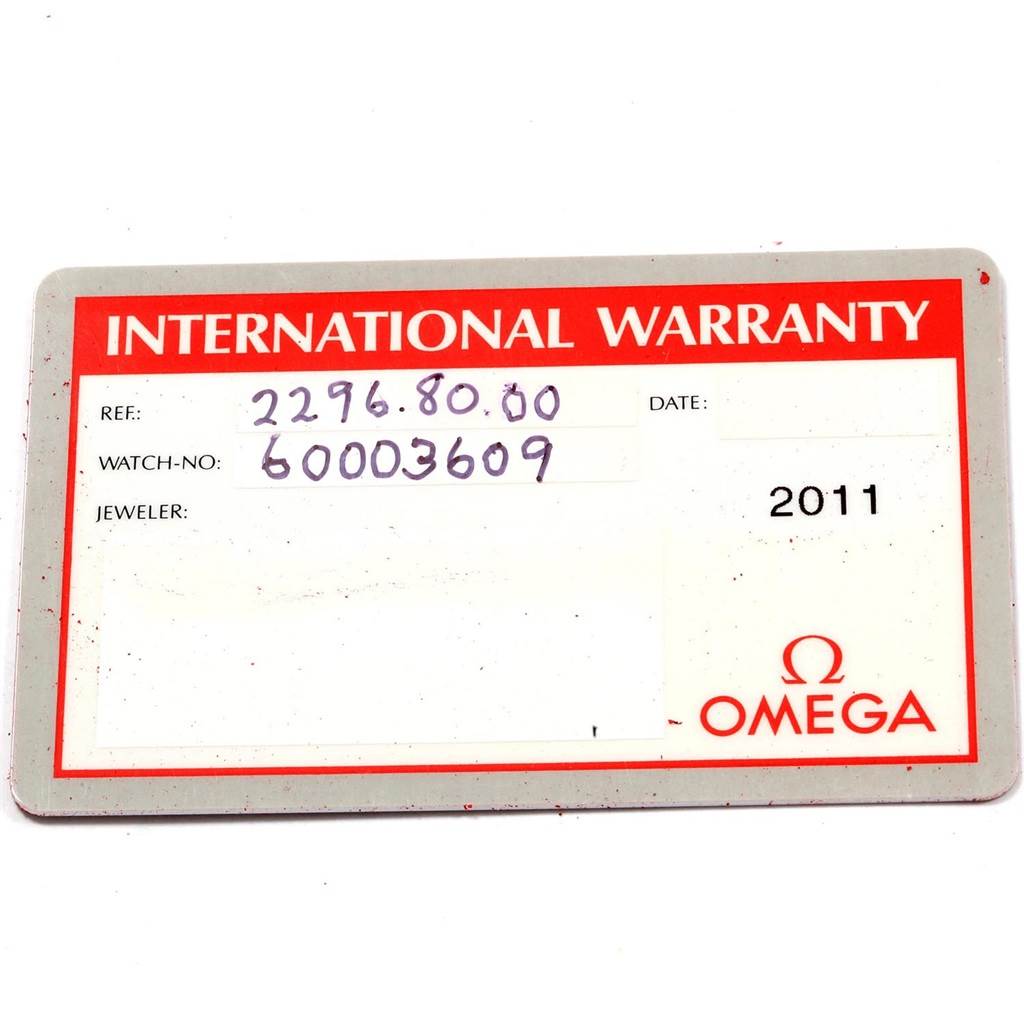 INTERNATIONAL WARRANTY
REF.: 2296.80.00 DATE:
WATCH-NO: 60003609
JEWELER:
2011
Ω
OMEGA